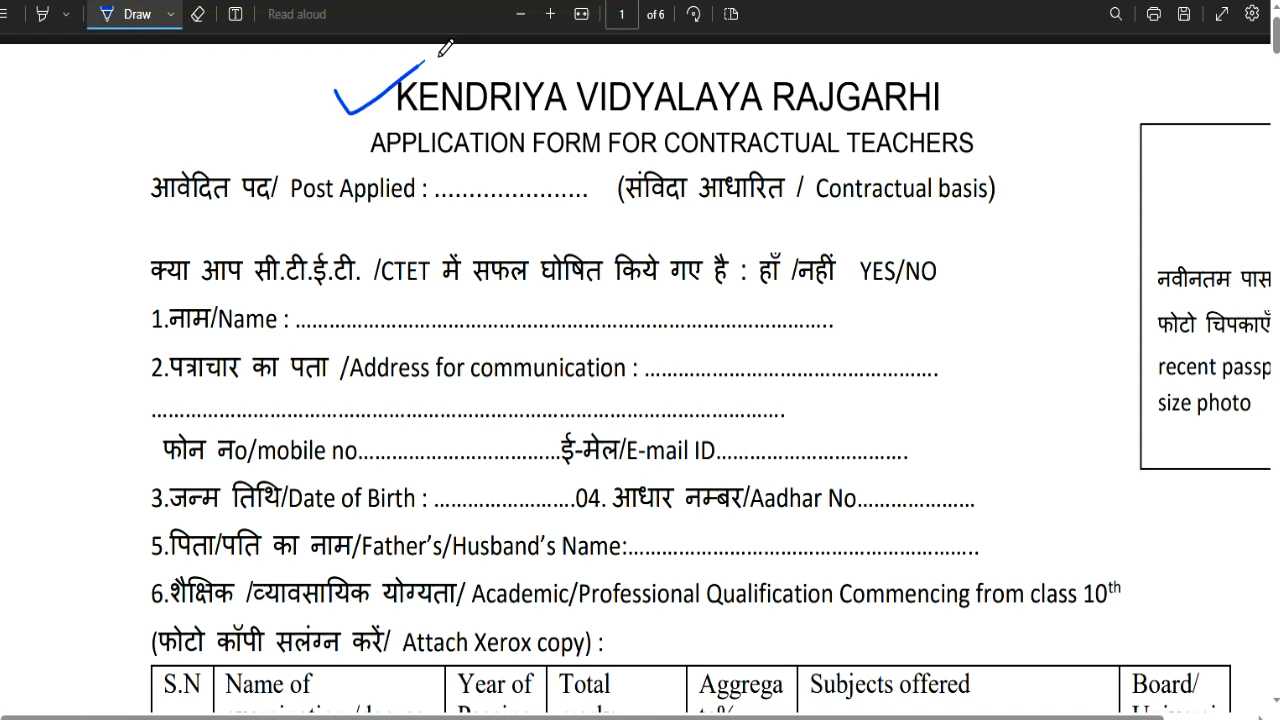 Draw
Read aloud
1 of 6
KENDRIYA VIDYALAYA RAJGARHI
APPLICATION FORM FOR CONTRACTUAL TEACHERS
आवेदित पद/ Post Applied : ...................... (संविदा आधारित / Contractual basis)
क्या आप सी.टी.ई.टी. /CTET में सफल घोषित किये गए है : हाँ /नहीं YES/NO
1.नाम/Name : …………………………………………………………………………………..
2.पत्राचार का पता /Address for communication : …………………………………………….
…………………………………………………………………………………………………….
फोन नo/mobile no………………………………ई-मेल/E-mail ID…………………………….
3.जन्म तिथि/Date of Birth : …………………….04. आधार नम्बर/Aadhar No…………………
5.पिता/पति का नाम/Father’s/Husband’s Name:……………………………………………………..
6.शैक्षिक /व्यावसायिक योग्यता/ Academic/Professional Qualification Commencing from class 10th
(फोटो कॉपी सलंग्न करें/ Attach Xerox copy) :
नवीनतम पास
फोटो चिपकाएँ
recent passp
size photo
S.N Name of Year of Total Aggrega Subjects offered Board/